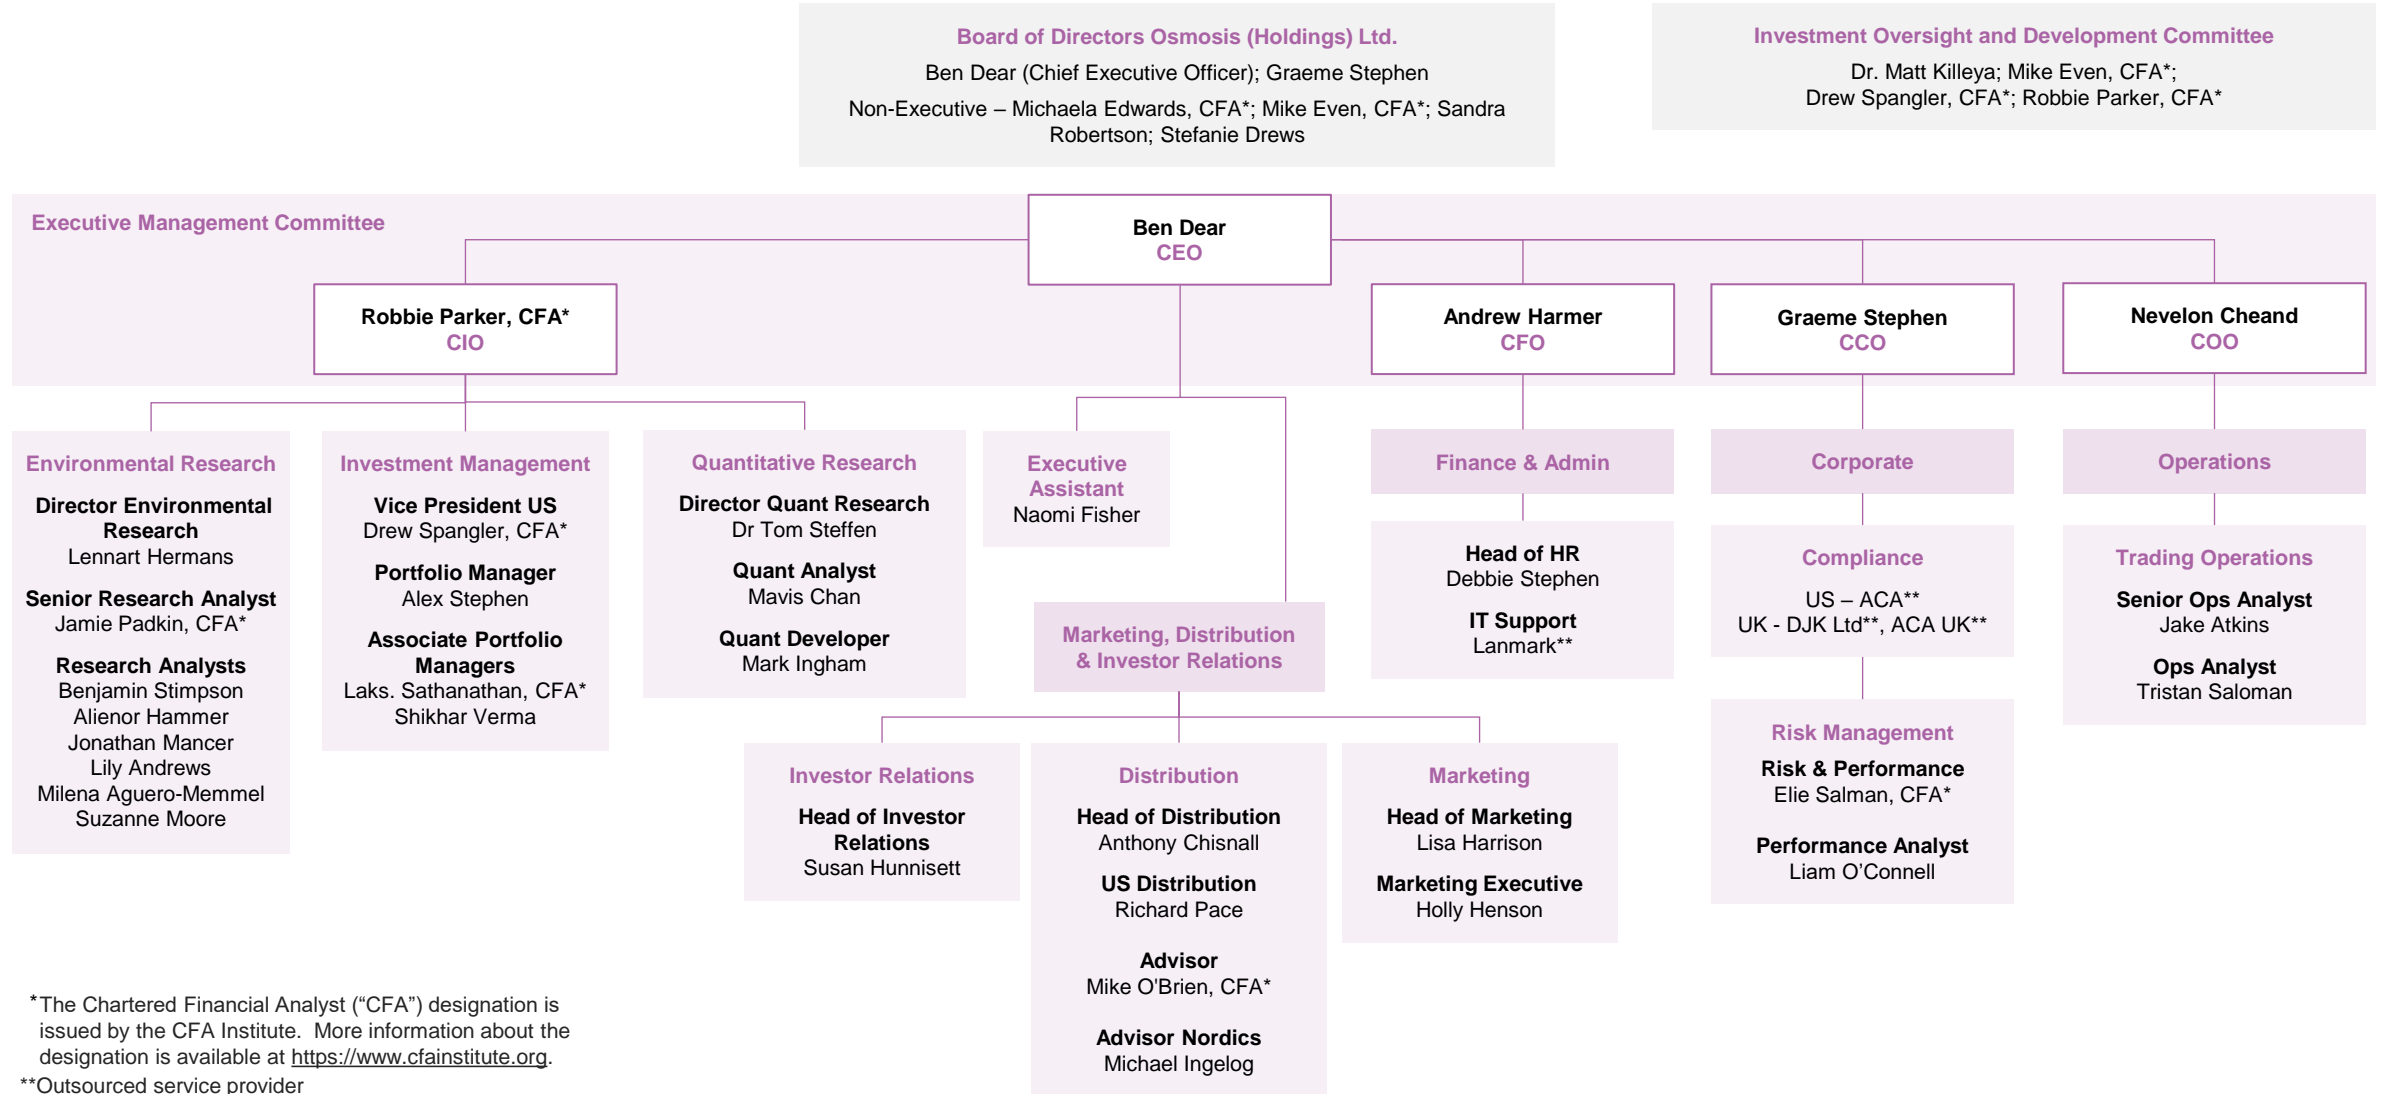 Board of Directors Osmosis (Holdings) Ltd.
Ben Dear (Chief Executive Officer); Graeme Stephen
Non-Executive – Michaela Edwards, CFA*; Mike Even, CFA*; Sandra
Robertson; Stefanie Drews
Investment Oversight and Development Committee
Dr. Matt Killeya; Mike Even, CFA*;
Drew Spangler, CFA*; Robbie Parker, CFA*
Executive Management Committee
Ben Dear
CEO
Robbie Parker, CFA*
CIO
Andrew Harmer
CFO
Graeme Stephen
CCO
Nevelon Cheand
COO
Environmental Research
Director Environmental
Research
Lennart Hermans
Senior Research Analyst
Jamie Padkin, CFA*
Research Analysts
Benjamin Stimpson
Alienor Hammer
Jonathan Mancer
Lily Andrews
Milena Aguero-Memmel
Suzanne Moore
Investment Management
Vice President US
Drew Spangler, CFA*
Portfolio Manager
Alex Stephen
Associate Portfolio
Managers
Laks. Sathanathan, CFA*
Shikhar Verma
Quantitative Research
Director Quant Research
Dr Tom Steffen
Quant Analyst
Mavis Chan
Quant Developer
Mark Ingham
Executive
Assistant
Naomi Fisher
Marketing, Distribution
& Investor Relations
Investor Relations
Head of Investor
Relations
Susan Hunnisett
Distribution
Head of Distribution
Anthony Chisnall
US Distribution
Richard Pace
Advisor
Mike O'Brien, CFA*
Advisor Nordics
Michael Ingelog
Marketing
Head of Marketing
Lisa Harrison
Marketing Executive
Holly Henson
Finance & Admin
Head of HR
Debbie Stephen
IT Support
Lanmark**
Corporate
Compliance
US – ACA**
UK - DJK Ltd**, ACA UK**
Risk Management
Risk & Performance
Elie Salman, CFA*
Performance Analyst
Liam O’Connell
Operations
Trading Operations
Senior Ops Analyst
Jake Atkins
Ops Analyst
Tristan Saloman
*The Chartered Financial Analyst (“CFA”) designation is
issued by the CFA Institute.  More information about the
designation is available at https://www.cfainstitute.org.
**Outsourced service provider